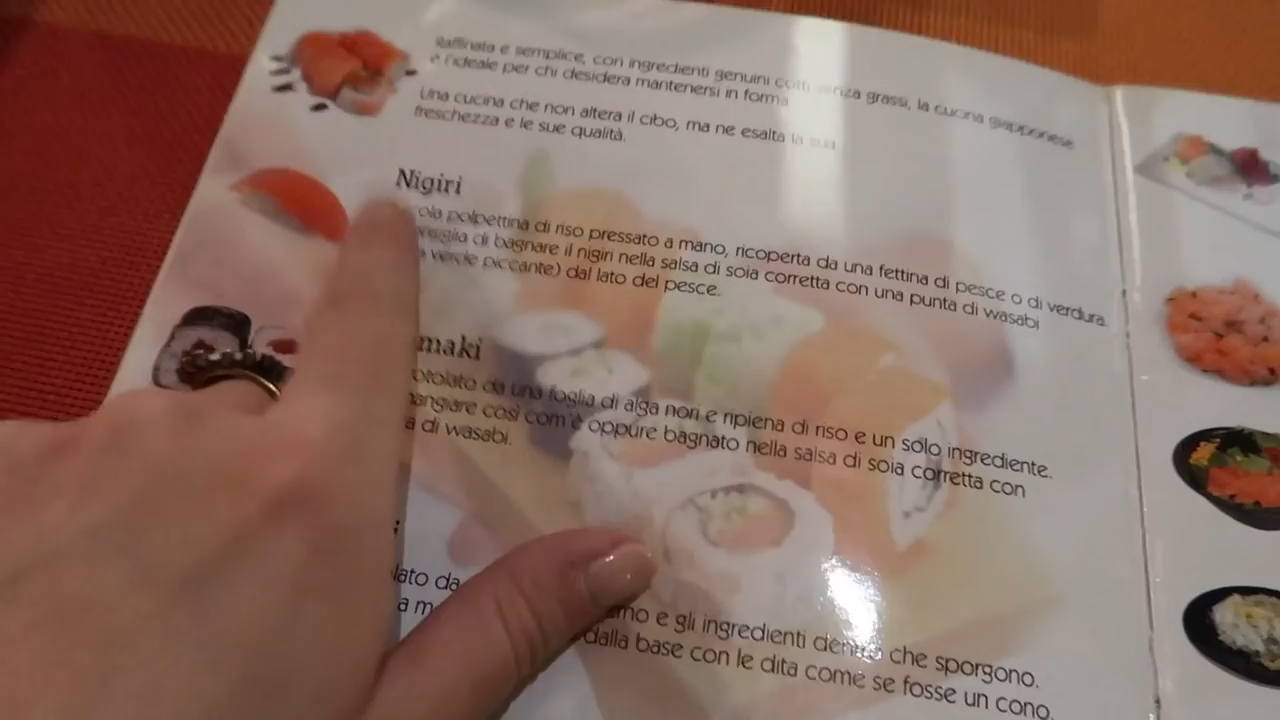 Raffinata e semplice, con ingredienti genuini cotti senza grassi, la cucina giapponese
è l'ideale per chi desidera mantenersi in forma
Una cucina che non altera il cibo, ma ne esalta la sua
freschezza e le sue qualità.
Nigiri
cola polpettina di riso pressato a mano, ricoperta da una fettina di pesce o di verdura.
nsiglia di bagnare il nigiri nella salsa di soia corretta con una punta di wasabi
a verde piccante) dal lato del pesce.
maki
otolato da una foglia di alga nori e ripiena di riso e un solo ingrediente.
mangiare così com'è oppure bagnato nella salsa di soia corretta con
a di wasabi.
i
lato da
a m
mo e gli ingredienti dentro che sporgono.
dalla base con le dita come se fosse un cono.